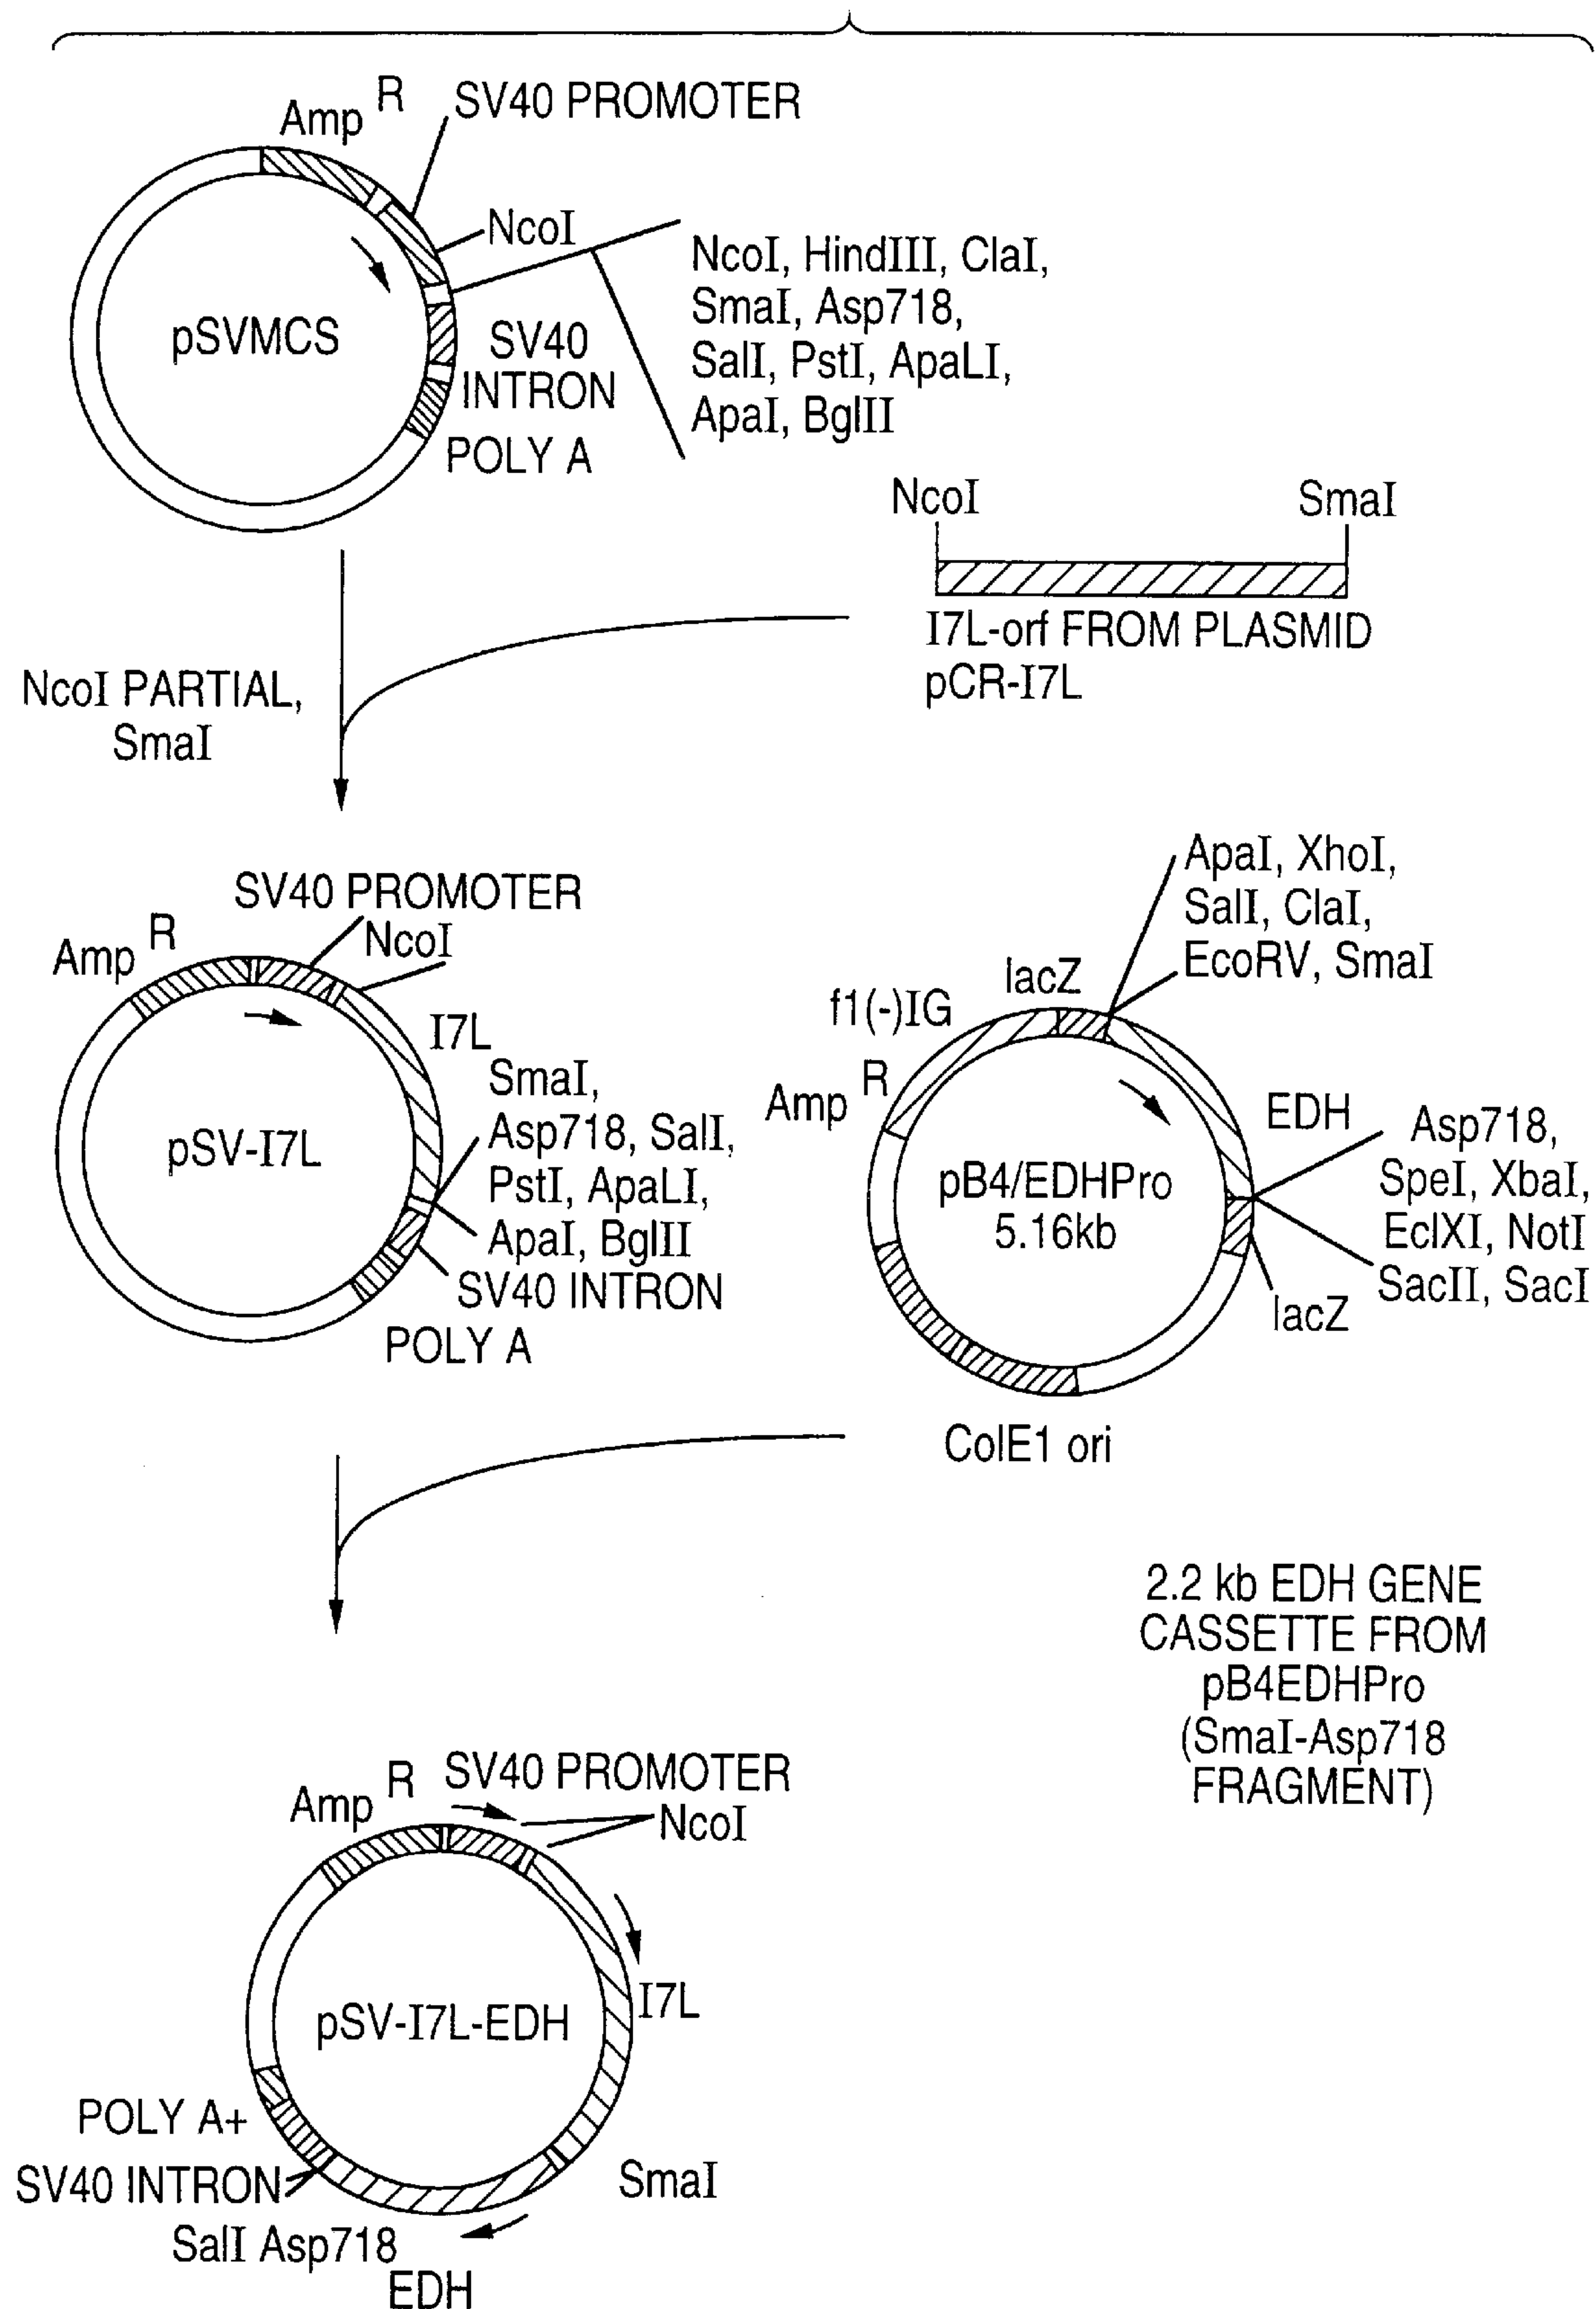 Amp R
SV40 PROMOTER
NcoI
NcoI, HindIII, ClaI,
SmaI, Asp718,
SalI, PstI, ApaLI,
ApaI, BglII
pSVMCS
SV40
INTRON
POLY A
NcoI
SmaI
I7L-orf FROM PLASMID
pCR-I7L
NcoI PARTIAL,
SmaI
SV40 PROMOTER
Amp R
NcoI
I7L
SmaI,
Asp718, SalI,
PstI, ApaLI,
ApaI, BglII
SV40 INTRON
POLY A
pSV-I7L
ApaI, XhoI,
SalI, ClaI,
EcoRV, SmaI
lacZ
f1(-)IG
Amp R
EDH
Asp718,
SpeI, XbaI,
EclXI, NotI
SacII, SacI
lacZ
pB4/EDHPro
5.16kb
ColE1 ori
2.2 kb EDH GENE
CASSETTE FROM
pB4EDHPro
(SmaI-Asp718
FRAGMENT)
Amp R
SV40 PROMOTER
NcoI
I7L
pSV-I7L-EDH
POLY A+
SV40 INTRON
SmaI
SalI Asp718
EDH